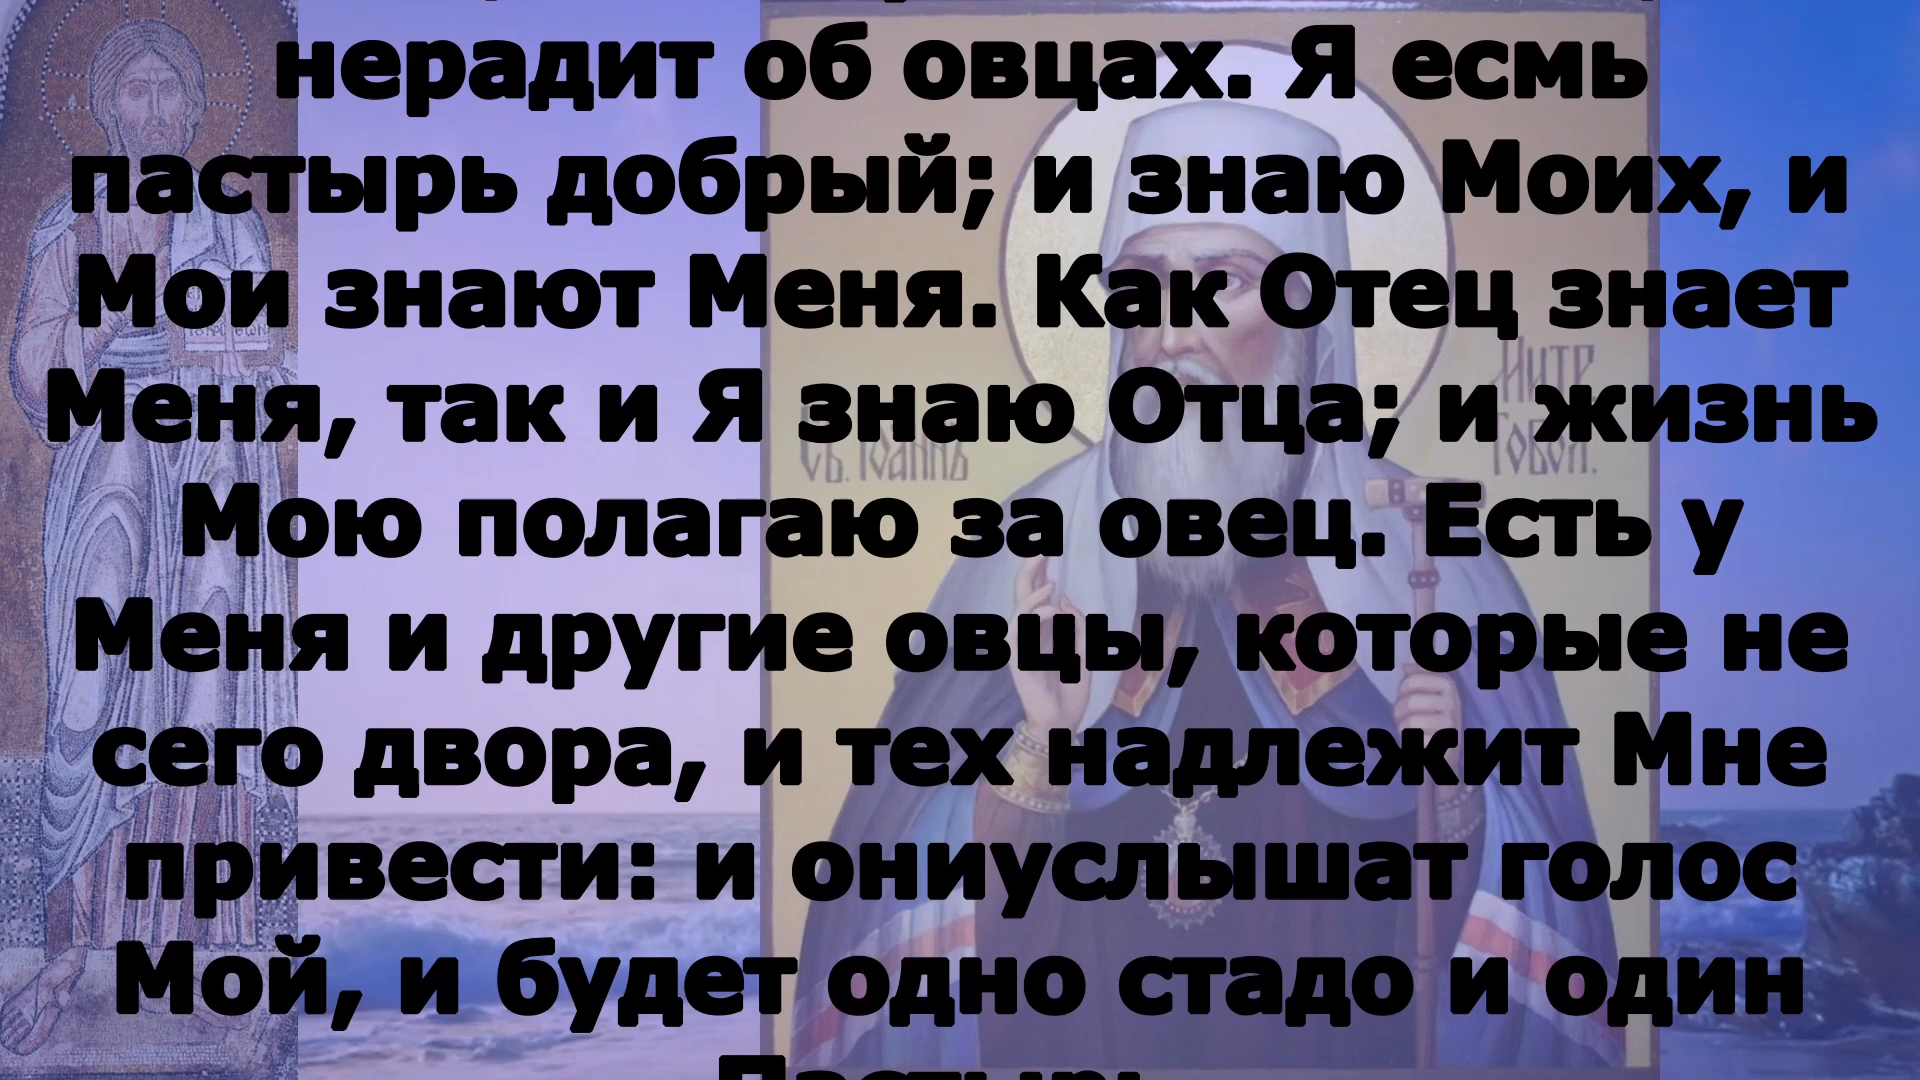 нерадит об овцах. Я есмь
пастырь добрый; и знаю Моих, и
Мои знают Меня. Как Отец знает
Меня, так и Я знаю Отца; и жизнь
Мою полагаю за овец. Есть у
Меня и другие овцы, которые не
сего двора, и тех надлежит Мне
привести: и ониуслышат голос
Мой, и будет одно стадо и один
Пастырь
Св. Іоаннъ